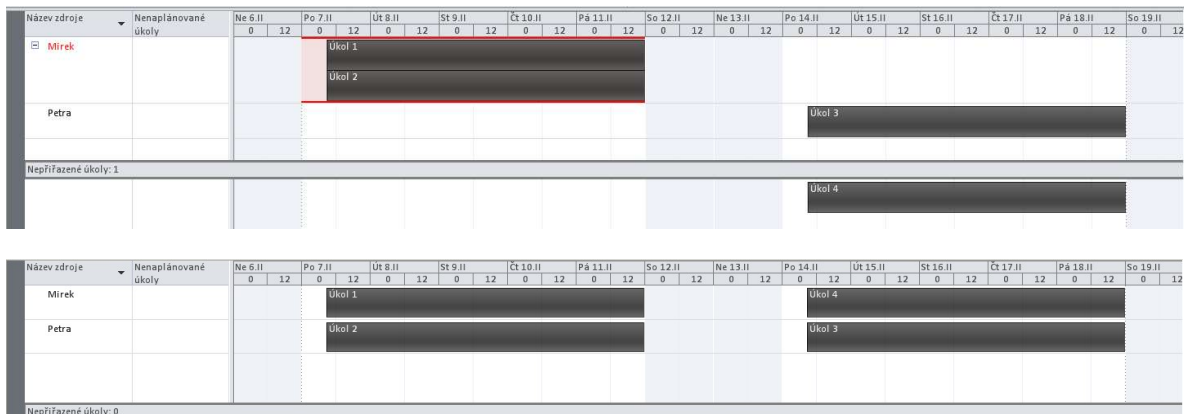 Název zdroje Nenaplánované úkoly Ne 6.II Po 7.II Út 8.II St 9.II Čt 10.II Pá 11.II So 12.II Ne 13.II Po 14.II Út 15.II St 16.II Čt 17.II Pá 18.II So 19.II
0 12 0 12 0 12 0 12 0 12 0 12 0 12 0 12 0 12 0 12 0 12 0 12 0 12 0 12
Mirek Úkol 1
Úkol 2
Petra Úkol 3
Nepřiřazené úkoly: 1
Úkol 4
Název zdroje Nenaplánované úkoly Ne 6.II Po 7.II Út 8.II St 9.II Čt 10.II Pá 11.II So 12.II Ne 13.II Po 14.II Út 15.II St 16.II Čt 17.II Pá 18.II So 19.II
0 12 0 12 0 12 0 12 0 12 0 12 0 12 0 12 0 12 0 12 0 12 0 12 0 12 0 12
Mirek Úkol 1 Úkol 4
Petra Úkol 2 Úkol 3
Nepřiřazené úkoly: 0